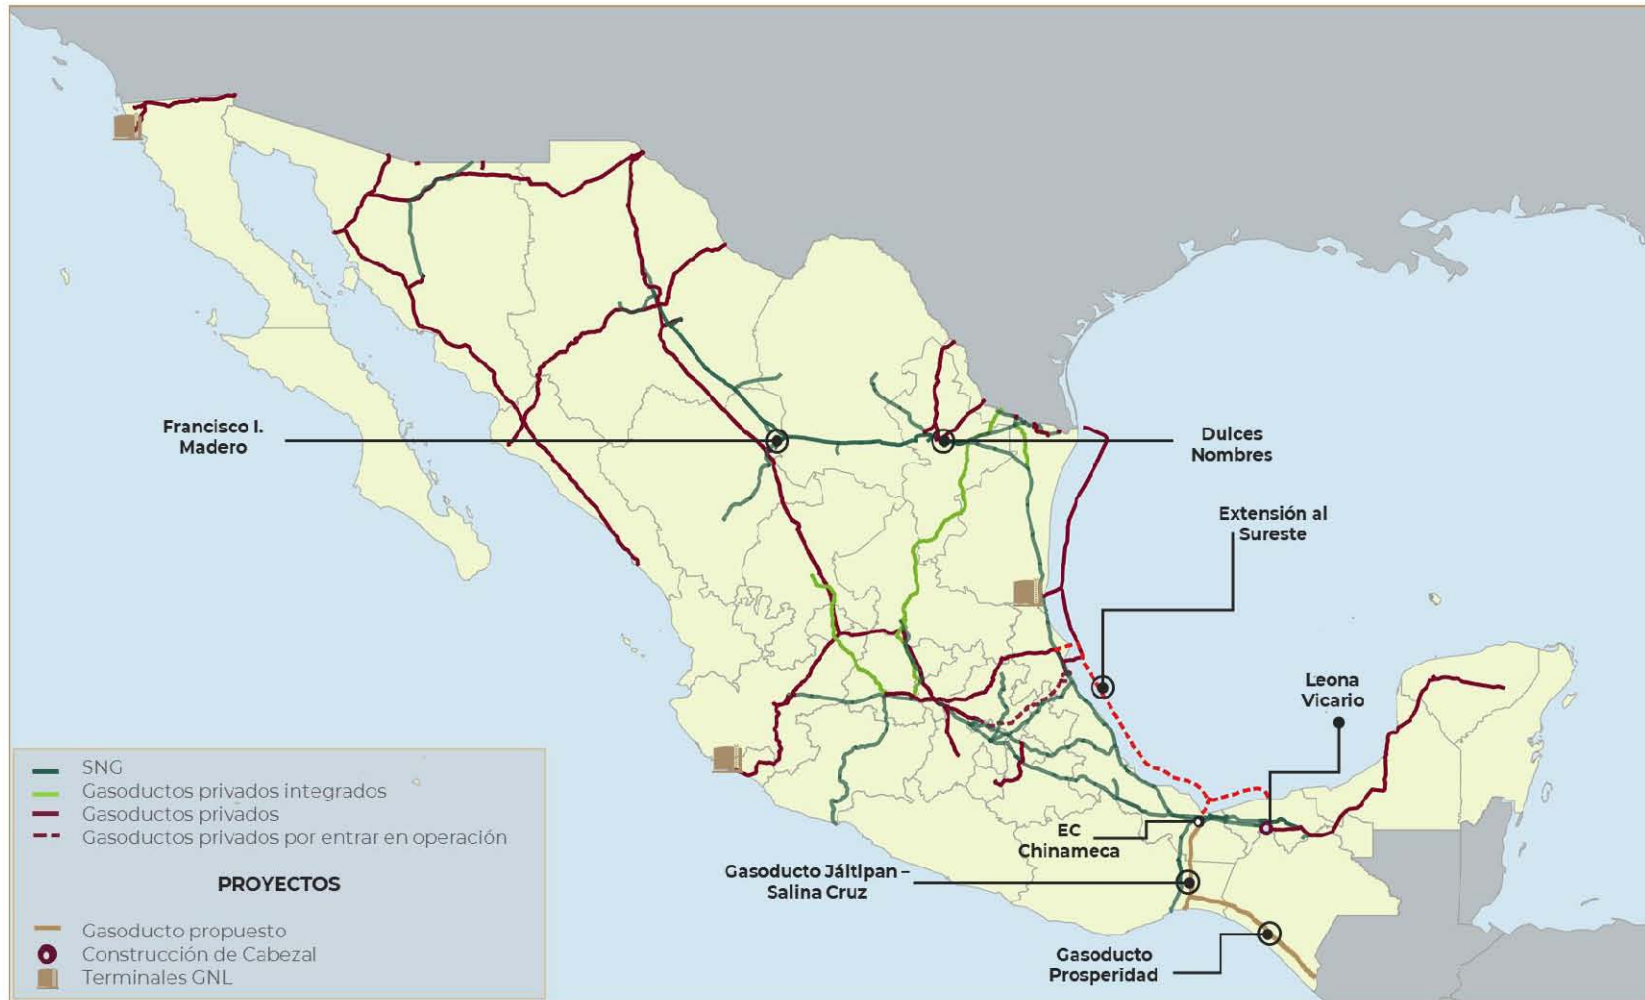 Francisco I.
Madero
Dulces
Nombres
Extensión al
Sureste
Leona
Vicario
SNG
Gasoductos privados integrados
Gasoductos privados
Gasoductos privados por entrar en operación
PROYECTOS
Gasoducto propuesto
Construcción de Cabezal
Terminales GNL
EC
Chinameca
Gasoducto Jáltipan –
Salina Cruz
Gasoducto
Prosperidad